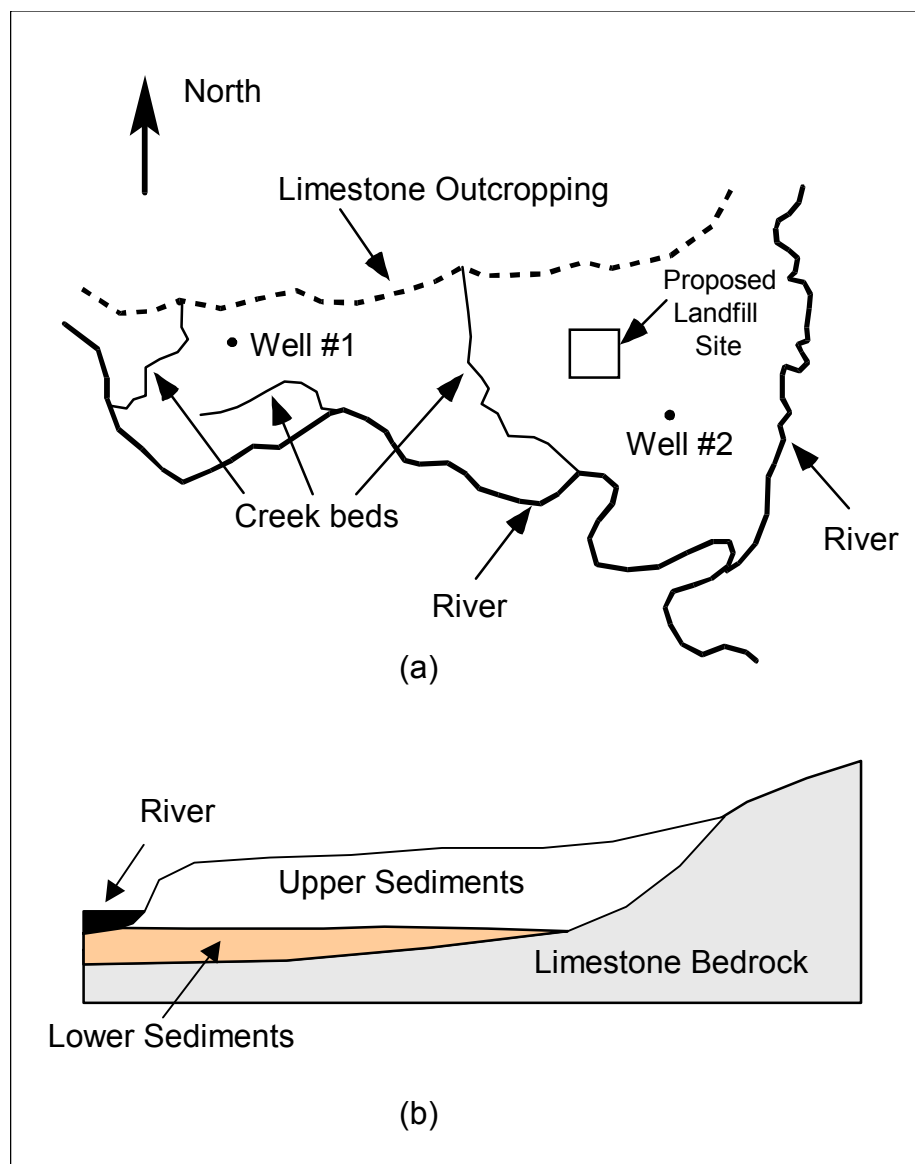 North
Limestone Outcropping
Proposed
Landfill
Site
Well #1
Well #2
Creek beds
River
River
(a)
River
Upper Sediments
Limestone Bedrock
Lower Sediments
(b)